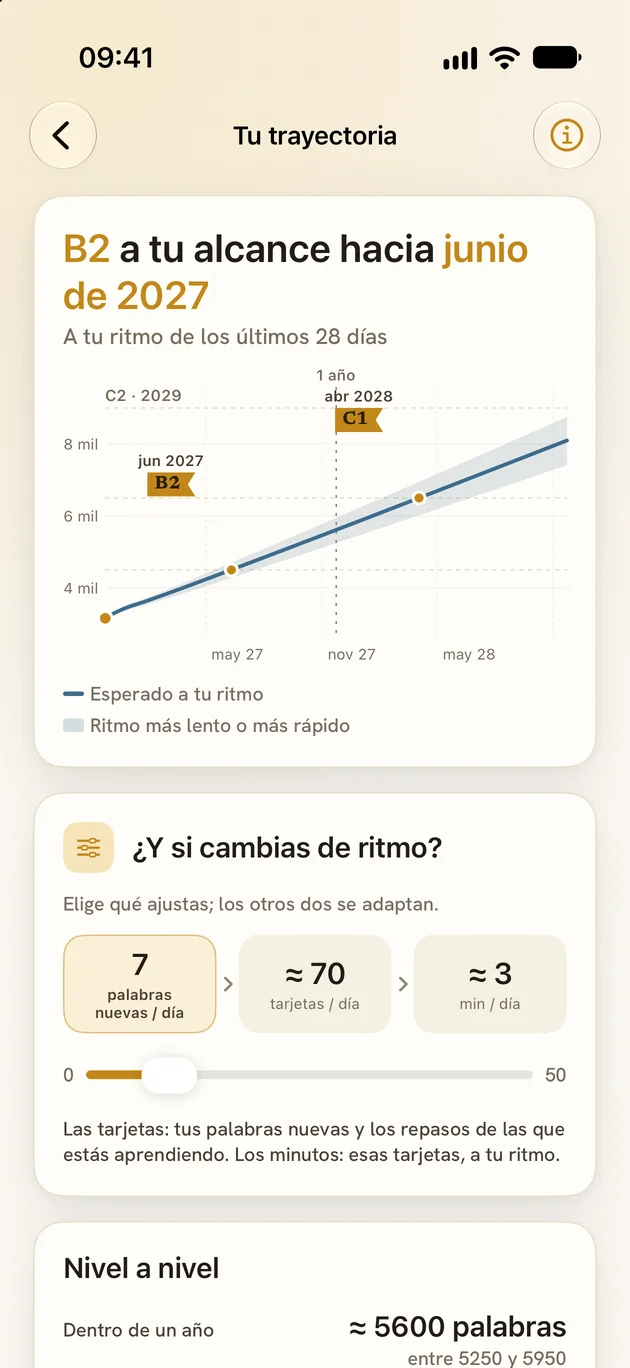 09:41
Tu trayectoria
B2 a tu alcance hacia junio
de 2027
A tu ritmo de los últimos 28 días
1 año
C2 · 2029
abr 2028
C1
8 mil
jun 2027
B2
6 mil
4 mil
may 27
nov 27
may 28
Esperado a tu ritmo
Ritmo más lento o más rápido
¿Y si cambias de ritmo?
Elige qué ajustas; los otros dos se adaptan.
7
palabras
nuevas / día
≈ 70
tarjetas / día
≈ 3
min / día
0
50
Las tarjetas: tus palabras nuevas y los repasos de las que
estás aprendiendo. Los minutos: esas tarjetas, a tu ritmo.
Nivel a nivel
Dentro de un año
≈ 5600 palabras
entre 5250 y 5950